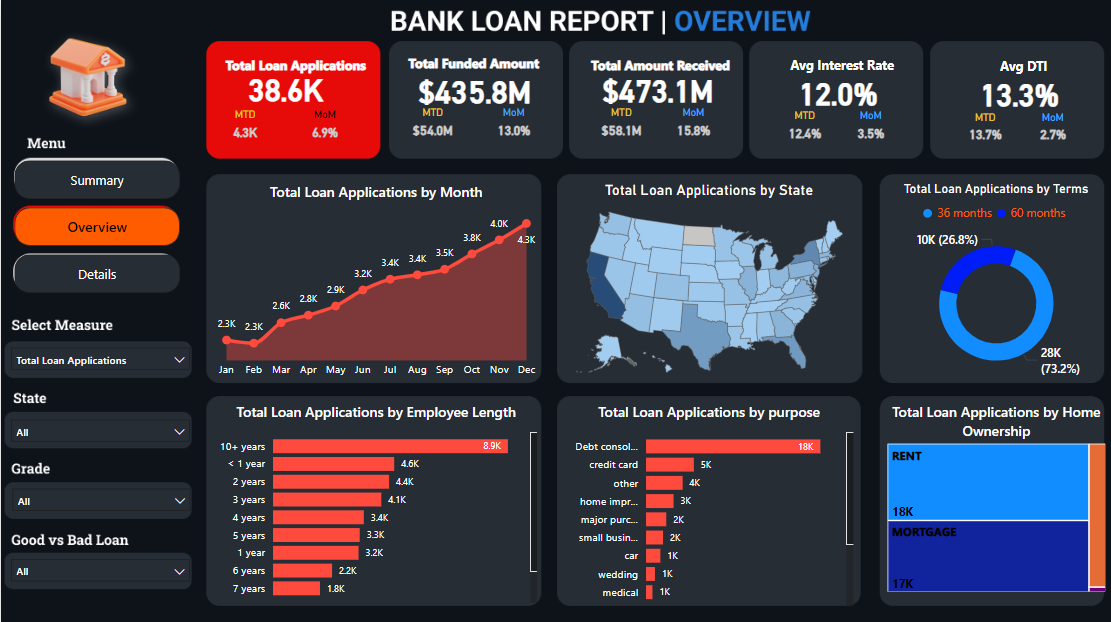 BANK LOAN REPORT | OVERVIEW
Total Loan Applications
38.6K
MTD
MoM
4.3K
6.9%
Total Funded Amount
$435.8M
MTD
MoM
$54.0M
13.0%
Total Amount Received
$473.1M
MTD
MoM
$58.1M
15.8%
Avg Interest Rate
12.0%
MTD
MoM
12.4%
3.5%
Avg DTI
13.3%
MTD
MoM
13.7%
2.7%
Menu
Summary
Overview
Details
Select Measure
Total Loan Applications
State
All
Grade
All
Good vs Bad Loan
All
Total Loan Applications by Month
2.3K
2.3K
2.6K
2.8K
2.9K
3.2K
3.4K
3.4K
3.5K
3.8K
4.0K
4.3K
Jan Feb Mar Apr May Jun Jul Aug Sep Oct Nov Dec
Total Loan Applications by State
Total Loan Applications by Terms
36 months 60 months
10K (26.8%)
28K
(73.2%)
Total Loan Applications by Employee Length
10+ years 8.9K
< 1 year 4.6K
2 years 4.4K
3 years 4.1K
4 years 3.4K
5 years 3.3K
1 year 3.2K
6 years 2.2K
7 years 1.8K
Total Loan Applications by purpose
Debt consol... 18K
credit card 5K
other 4K
home impr... 3K
major purc... 2K
small busin... 2K
car 1K
wedding 1K
medical 1K
Total Loan Applications by Home
Ownership
RENT
18K
MORTGAGE
17K